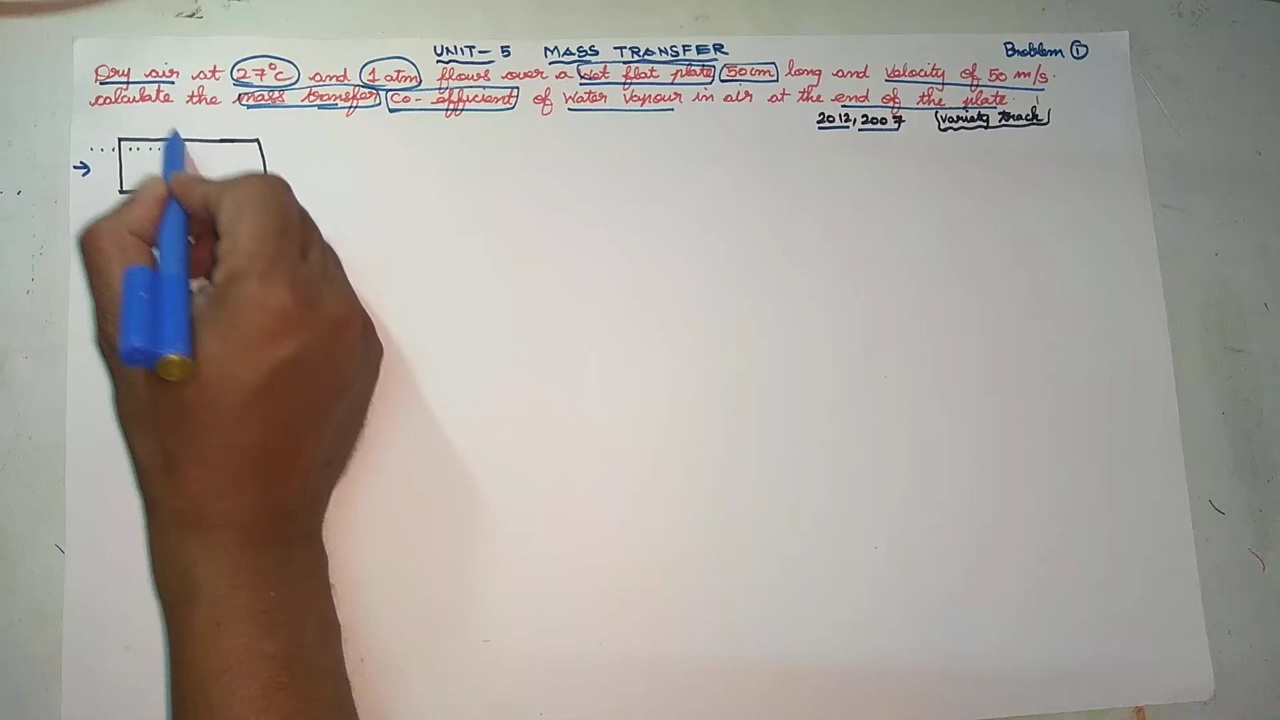 UNIT-5 MASS TRANSFER
Problem ①
Dry air at 27°C and 1 atm flows over a wet flat plate 50cm long and velocity of 50 m/s.
calculate the mass transfer co-efficient of water vapour in air at the end of the plate.
2012, 2007 (variety track)